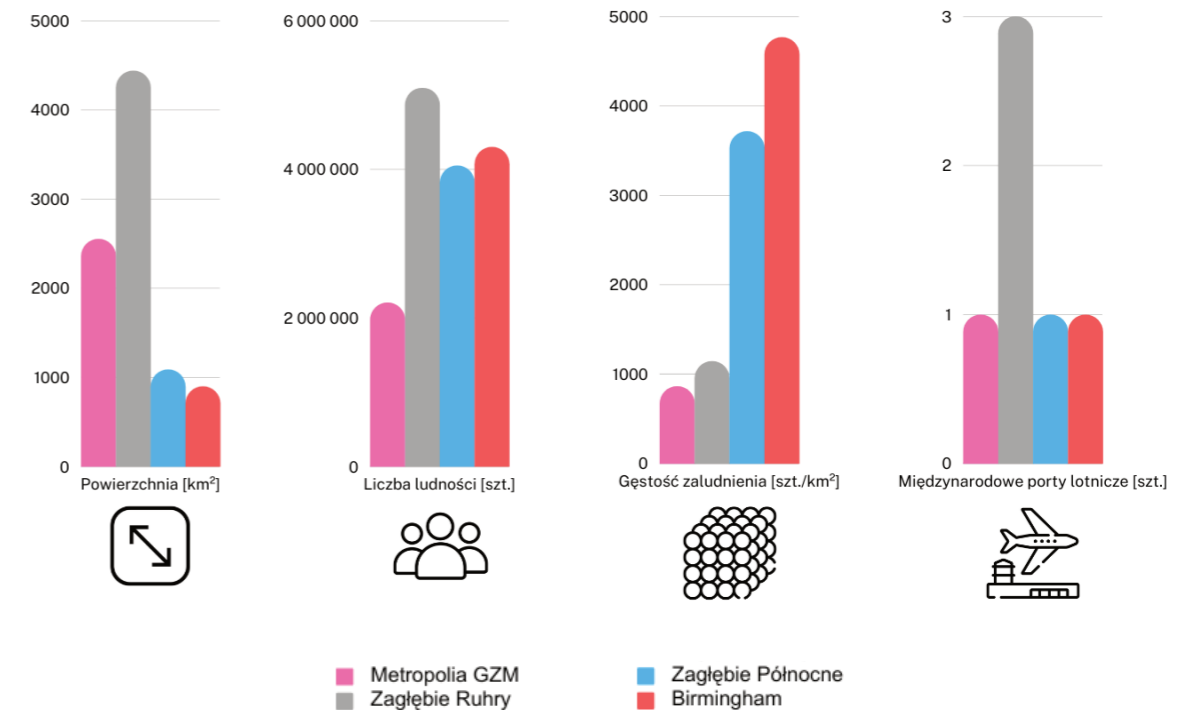 5000
4000
3000
2000
1000
0
Powierzchnia [km²]
6 000 000
4 000 000
2 000 000
0
Liczba ludności [szt.]
5000
4000
3000
2000
1000
0
Gęstość zaludnienia [szt./km²]
3
2
1
0
Międzynarodowe porty lotnicze [szt.]
Metropolia GZM
Zagłębie Ruhry
Zagłębie Północne
Birmingham